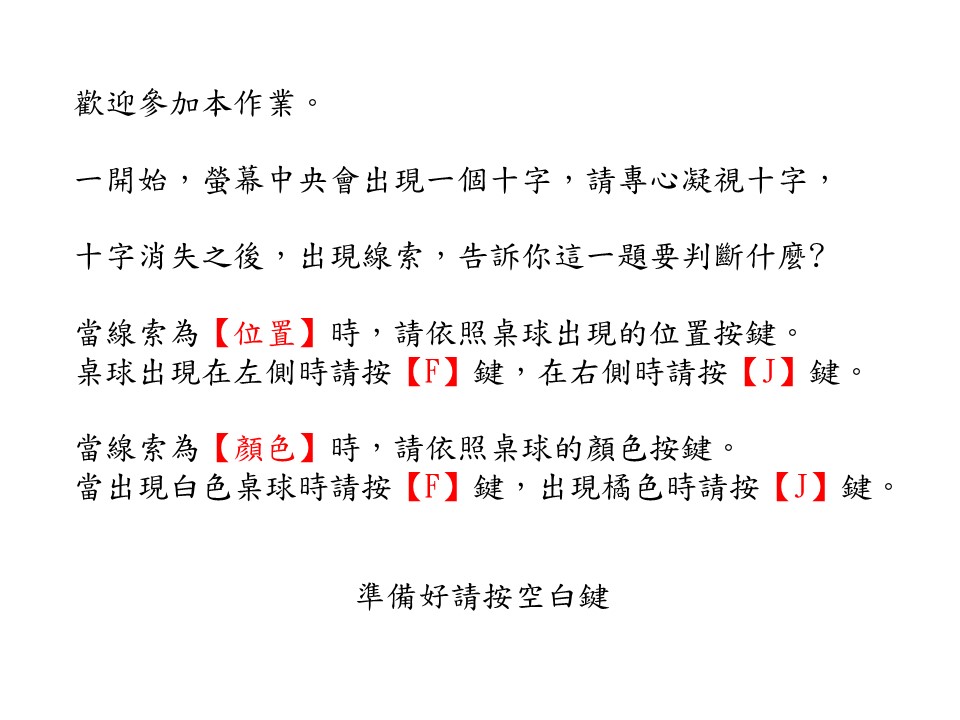 歡迎參加本作業。
一開始，螢幕中央會出現一個十字，請專心凝視十字，
十字消失之後，出現線索，告訴你這一題要判斷什麼?
當線索為【位置】時，請依照桌球出現的位置按鍵。
桌球出現在左側時請按【F】鍵，在右側時請按【J】鍵。
當線索為【顏色】時，請依照桌球的顏色按鍵。
當出現白色桌球時請按【F】鍵，出現橘色時請按【J】鍵。
準備好請按空白鍵